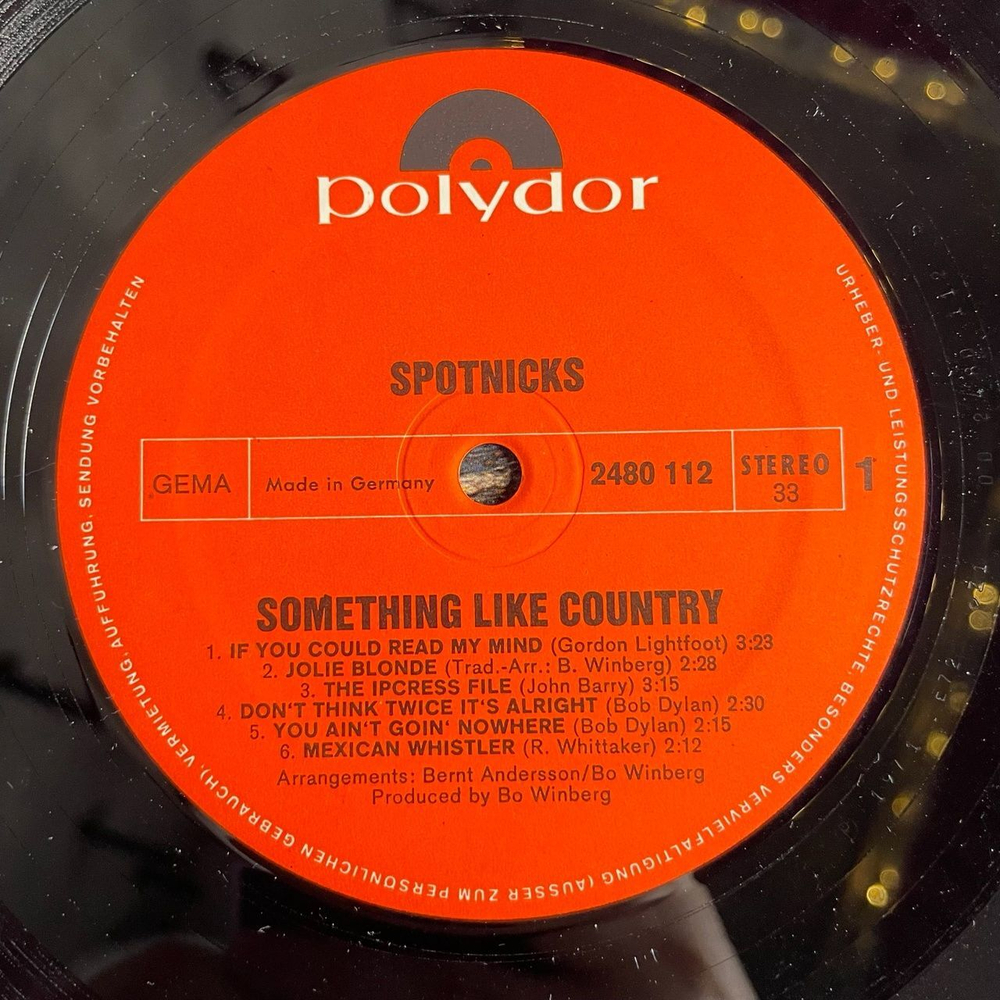 polydor
SPOTNICKS
GEMA
Made in Germany
2480 112
STEREO
33
1
SOMETHING LIKE COUNTRY
1. IF YOU COULD READ MY MIND (Gordon Lightfoot) 3:23
2. JOLIE BLONDE (Trad.-Arr.: B. Winberg) 2:28
3. THE IPCRESS FILE (John Barry) 3:15
4. DON'T THINK TWICE IT'S ALRIGHT (Bob Dylan) 2:30
5. YOU AIN'T GOIN' NOWHERE (Bob Dylan) 2:15
6. MEXICAN WHISTLER (R. Whittaker) 2:12
Arrangements: Bernt Andersson/Bo Winberg
Produced by Bo Winberg
URHEBER- UND LEISTUNGSSCHUTZRECHTE, BESONDERS VERVIELFÄLTIGUNG (AUSSER ZUM PERSÖNLICHEN GEBRAUCH), VERMIETUNG, AUFFÜHRUNG, SENDUNG VORBEHALTEN